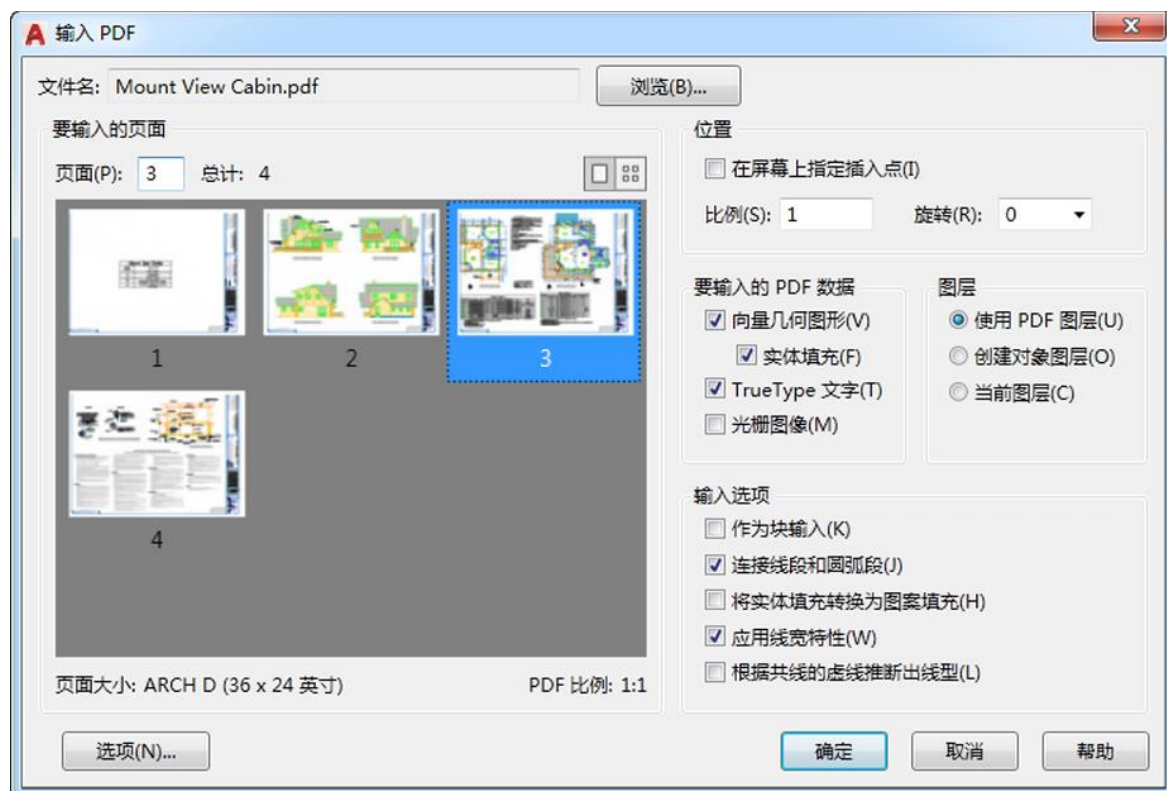 输入 PDF
文件名: Mount View Cabin.pdf 浏览(B)...
要输入的页面
页面(P): 3 总计: 4
1 2 3
4
页面大小: ARCH D (36 x 24 英寸) PDF 比例: 1:1
位置
在屏幕上指定插入点(I)
比例(S): 1 旋转(R): 0
要输入的 PDF 数据
向量几何图形(V)
实体填充(F)
TrueType 文字(T)
光栅图像(M)
图层
使用 PDF 图层(U)
创建对象图层(O)
当前图层(C)
输入选项
作为块输入(K)
连接线段和圆弧段(J)
将实体填充转换为图案填充(H)
应用线宽特性(W)
根据共线的虚线推断出线型(L)
选项(N)... 确定 取消 帮助